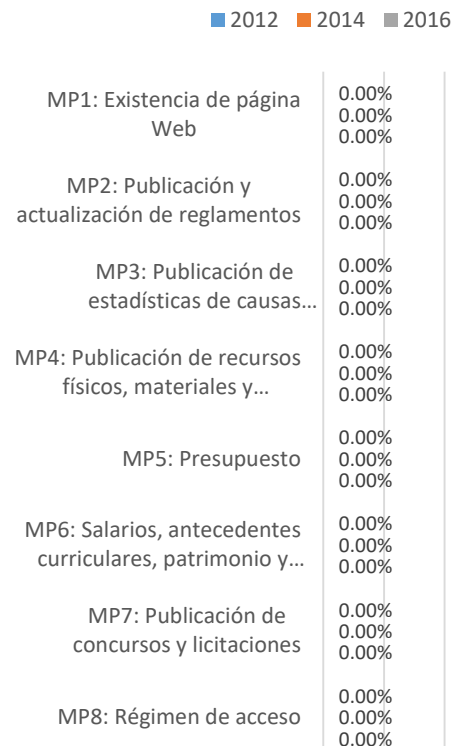 2012 2014 2016
MP1: Existencia de página
Web
0.00%
0.00%
0.00%
MP2: Publicación y
actualización de reglamentos
0.00%
0.00%
0.00%
MP3: Publicación de
estadísticas de causas...
0.00%
0.00%
0.00%
MP4: Publicación de recursos
físicos, materiales y...
0.00%
0.00%
0.00%
MP5: Presupuesto
0.00%
0.00%
0.00%
MP6: Salarios, antecedentes
curriculares, patrimonio y...
0.00%
0.00%
0.00%
MP7: Publicación de
concursos y licitaciones
0.00%
0.00%
0.00%
MP8: Régimen de acceso
0.00%
0.00%
0.00%